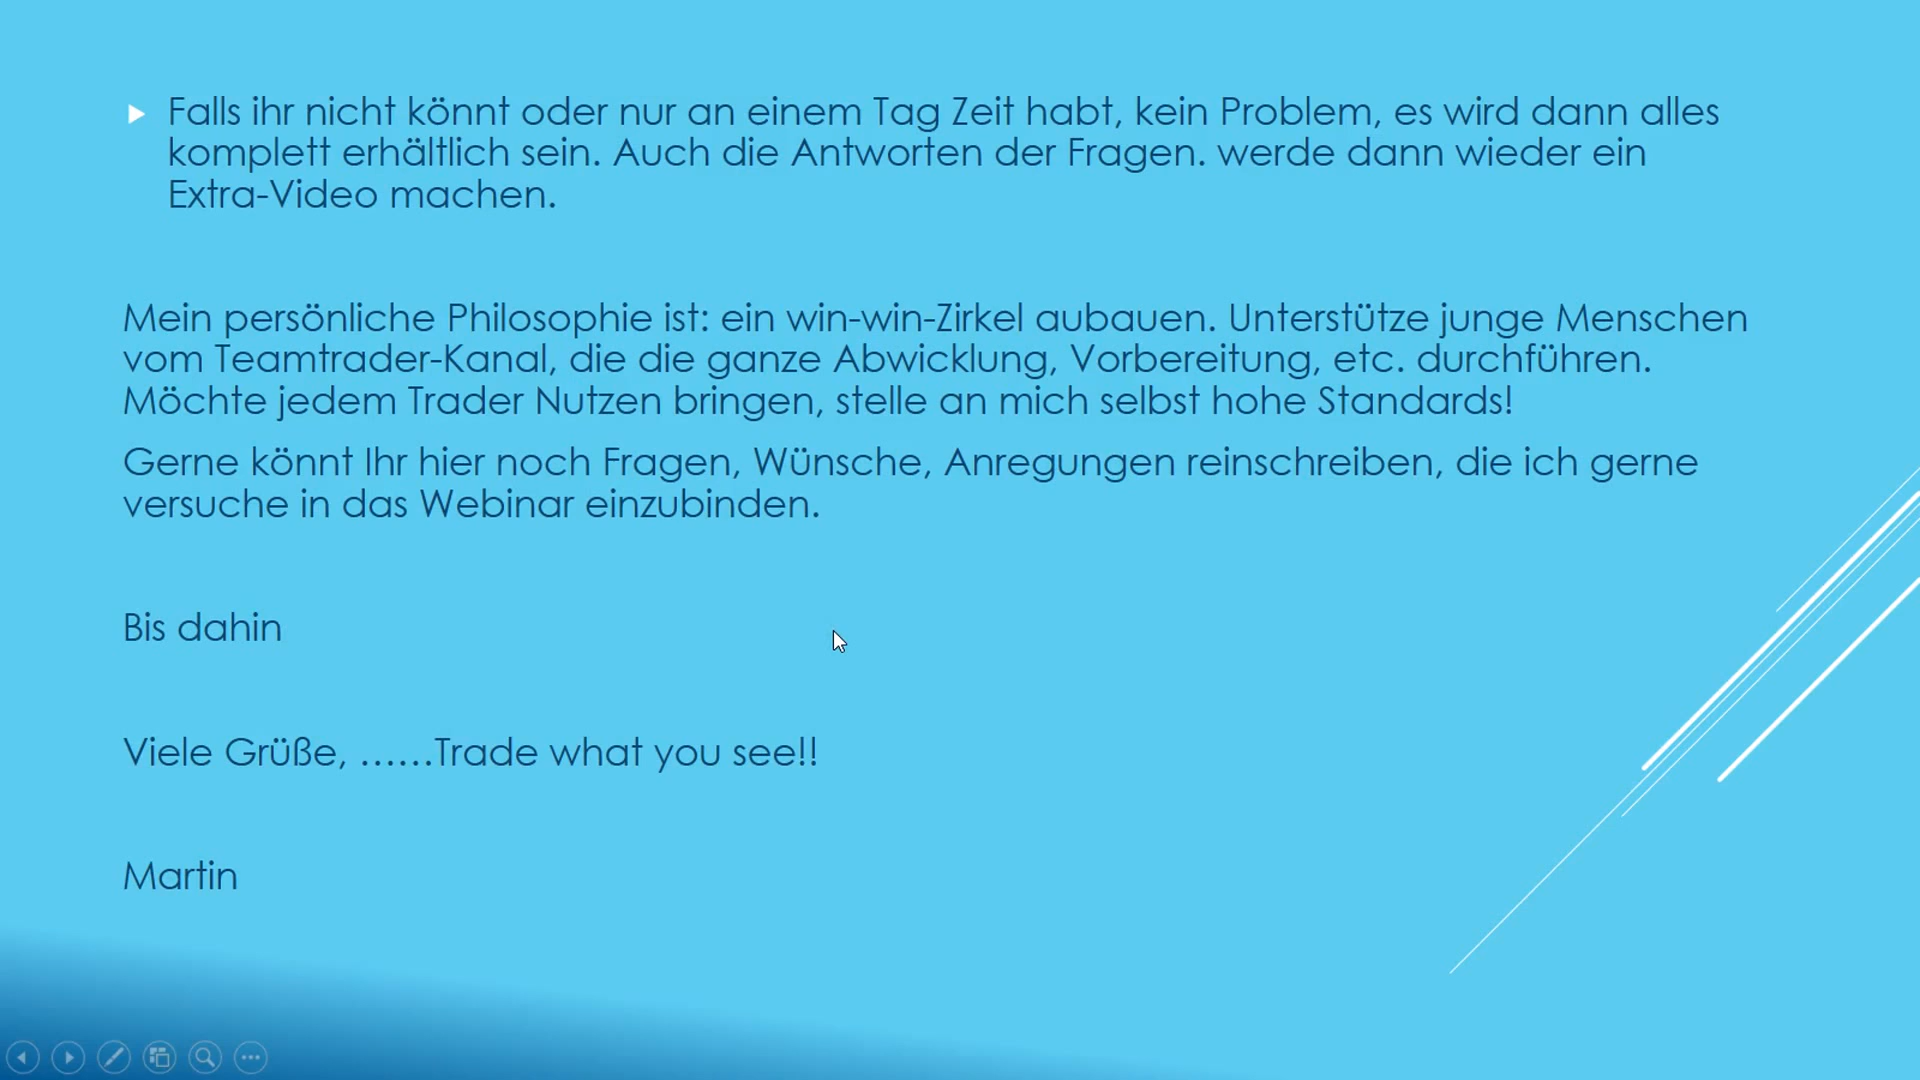 Falls ihr nicht könnt oder nur an einem Tag Zeit habt, kein Problem, es wird dann alles
komplett erhältlich sein. Auch die Antworten der Fragen. werde dann wieder ein
Extra-Video machen.
Mein persönliche Philosophie ist: ein win-win-Zirkel aubauen. Unterstütze junge Menschen
vom Teamtrader-Kanal, die die ganze Abwicklung, Vorbereitung, etc. durchführen.
Möchte jedem Trader Nutzen bringen, stelle an mich selbst hohe Standards!
Gerne könnt Ihr hier noch Fragen, Wünsche, Anregungen reinschreiben, die ich gerne
versuche in das Webinar einzubinden.
Bis dahin
Viele Grüße, ......Trade what you see!!
Martin